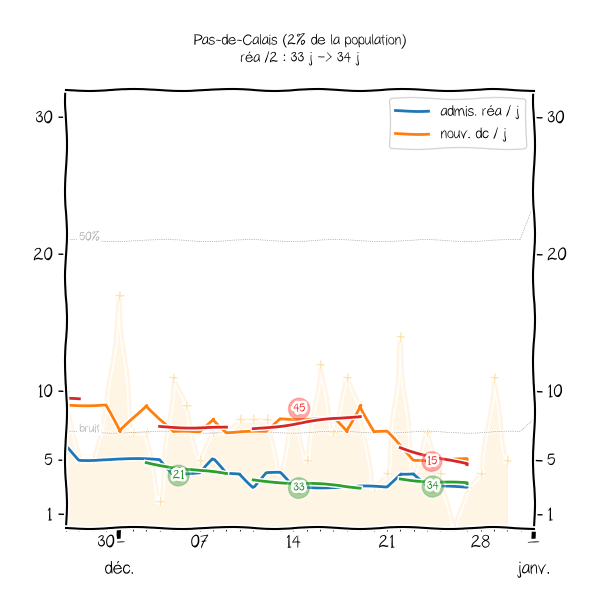 Pas-de-Calais (2% de la population)
réa /2 : 33 j -> 34 j
admis. réa / j
nouv. dc / j
30 30
50%
20 20
10 10
bruit
45
5 5
15
21
33
34
1 1
30 07 14 21 28
déc. janv.